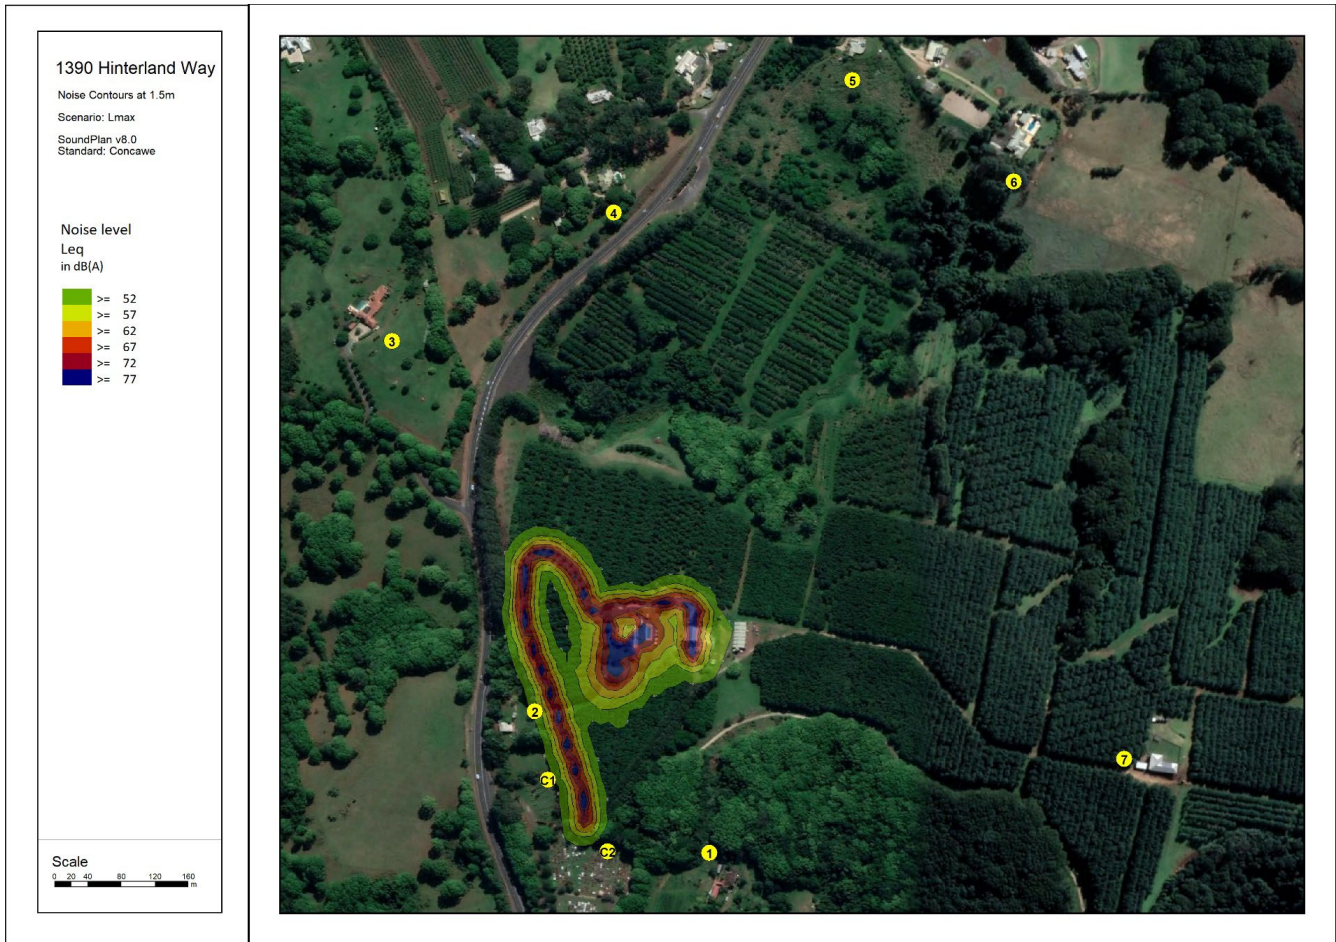 1390 Hinterland Way
Noise Contours at 1.5m
Scenario: Lmax
SoundPlan v8.0
Standard: Concawe
Noise level
Leq
in dB(A)
>= 52
>= 57
>= 62
>= 67
>= 72
>= 77
Scale
0 20 40 80 120 160
m
5
6
4
3
2
C1
7
C2
1